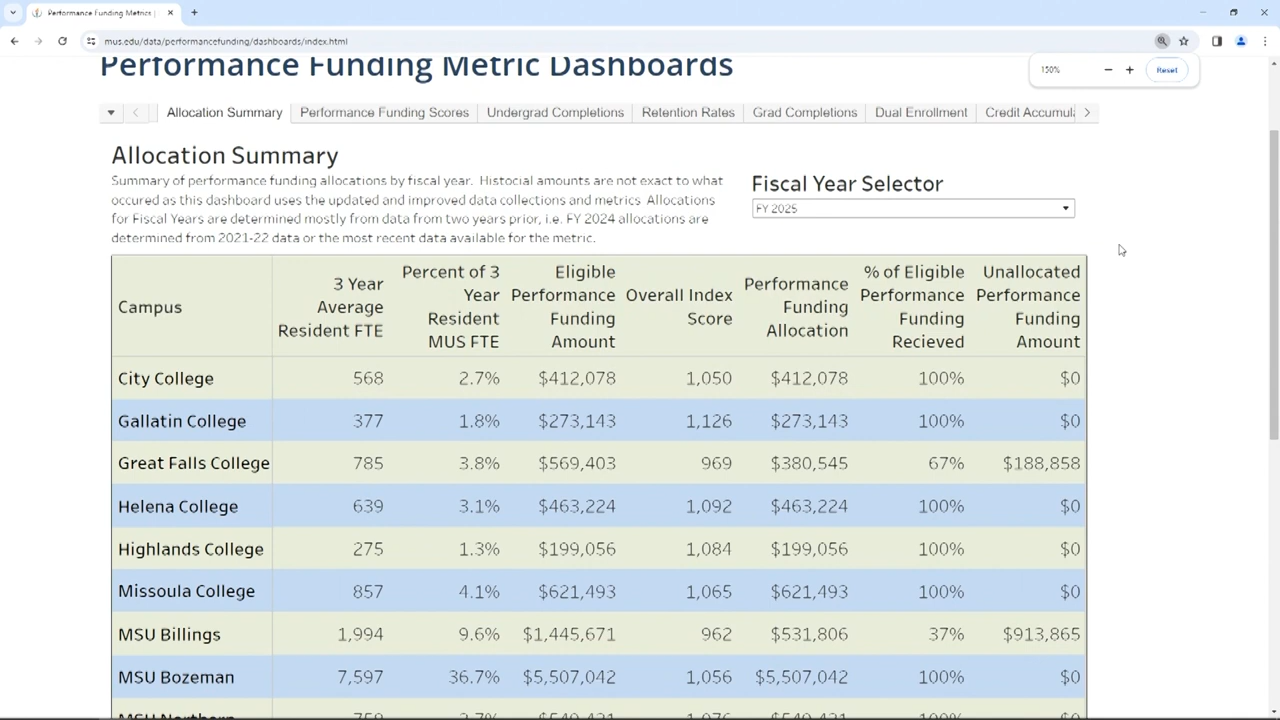 Performance Funding Metrics |
mus.edu/data/performancefunding/dashboards/index.html
150%
Reset
Performance Funding Metric Dashboards
Allocation Summary Performance Funding Scores Undergrad Completions Retention Rates Grad Completions Dual Enrollment Credit Accumula
Allocation Summary
Summary of performance funding allocations by fiscal year. Histocial amounts are not exact to what
occured as this dashboard uses the updated and improved data collections and metrics Allocations
for Fiscal Years are determined mostly from data from two years prior, i.e. FY 2024 allocations are
determined from 2021-22 data or the most recent data available for the metric.
Fiscal Year Selector
FY 2025
Campus
3 Year
Average
Resident FTE
Percent of 3
Year
Resident
MUS FTE
Eligible
Performance
Funding
Amount
Overall Index
Score
Performance
Funding
Allocation
% of Eligible
Performance
Funding
Recieved
Unallocated
Performance
Funding
Amount
City College 568 2.7% $412,078 1,050 $412,078 100% $0
Gallatin College 377 1.8% $273,143 1,126 $273,143 100% $0
Great Falls College 785 3.8% $569,403 969 $380,545 67% $188,858
Helena College 639 3.1% $463,224 1,092 $463,224 100% $0
Highlands College 275 1.3% $199,056 1,084 $199,056 100% $0
Missoula College 857 4.1% $621,493 1,065 $621,493 100% $0
MSU Billings 1,994 9.6% $1,445,671 962 $531,806 37% $913,865
MSU Bozeman 7,597 36.7% $5,507,042 1,056 $5,507,042 100% $0
MSU Northern